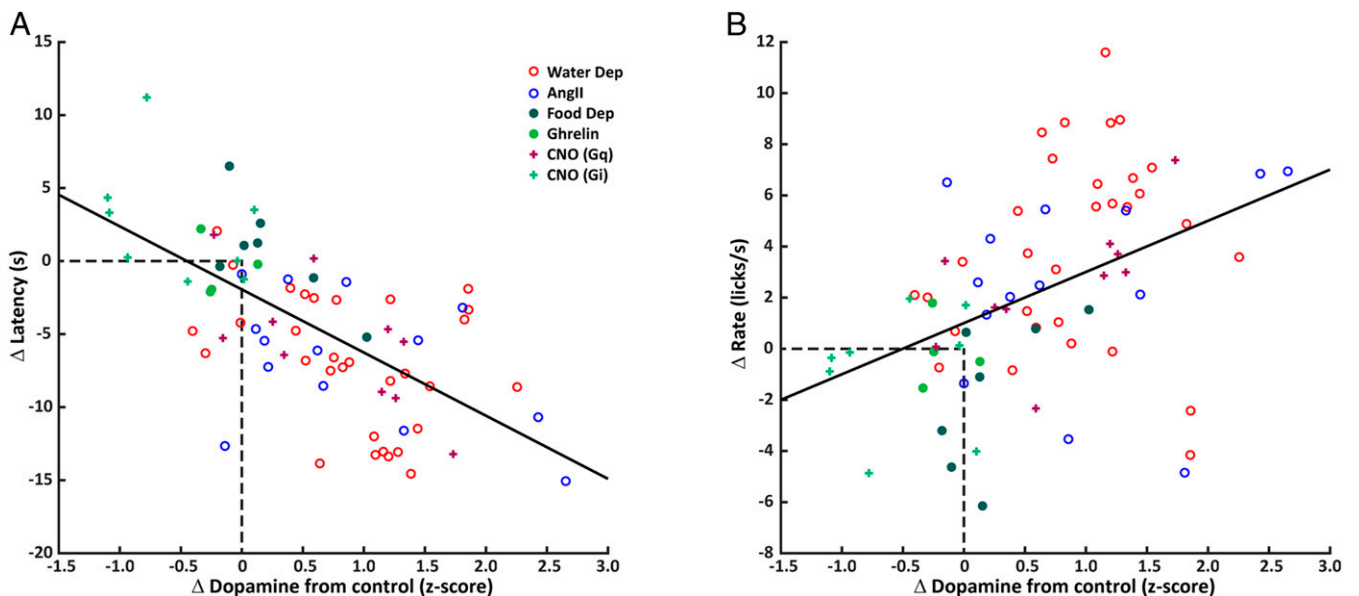 A
15
10
5
0
-5
-10
-15
-20
Δ Latency (s)
-1.5 -1.0 -0.5 0 0.5 1.0 1.5 2.0 2.5 3.0
Δ Dopamine from control (z-score)
Water Dep
AngII
Food Dep
Ghrelin
CNO (Gq)
CNO (Gi)
B
12
10
8
6
4
2
0
-2
-4
-6
-8
Δ Rate (licks/s)
-1.5 -1.0 -0.5 0 0.5 1.0 1.5 2.0 2.5 3.0
Δ Dopamine from control (z-score)